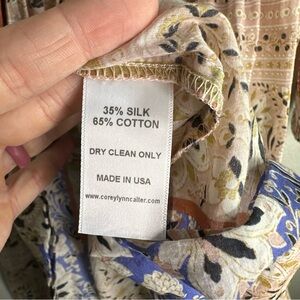 35% SILK
65% COTTON
DRY CLEAN ONLY
MADE IN USA
www.coreylynncalter.com